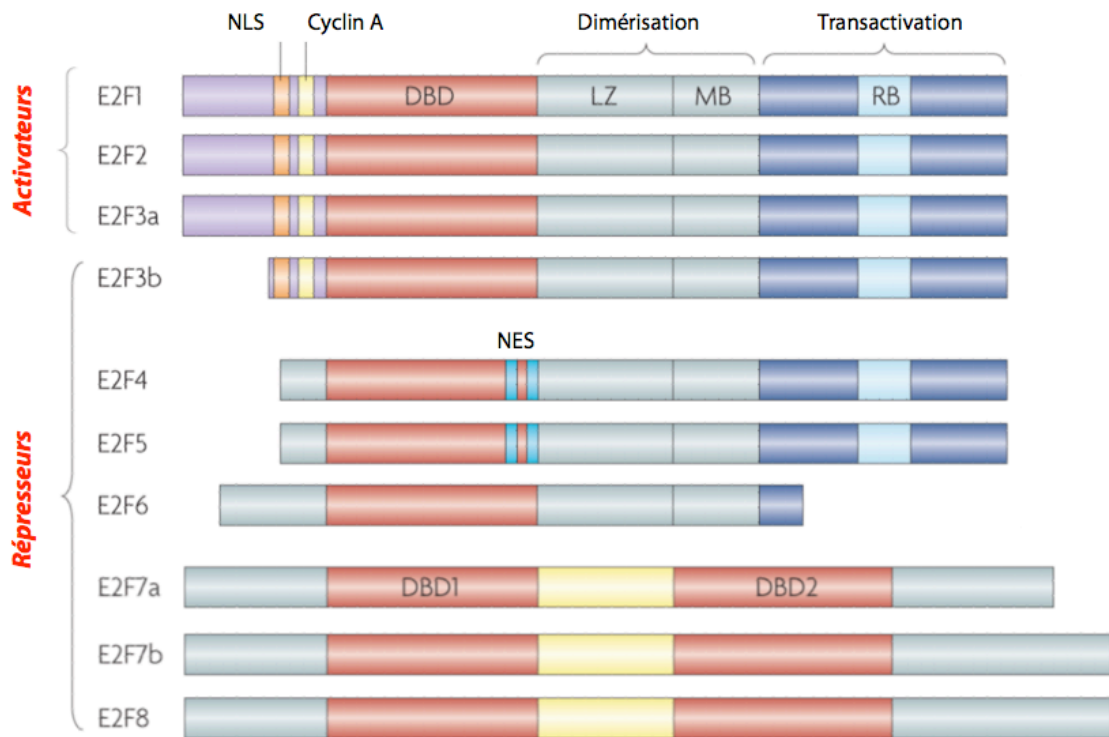 NLS Cyclin A Dimérisation Transactivation
Activateurs
E2F1 DBD LZ MB RB
E2F2
E2F3a
Répresseurs
E2F3b
NES
E2F4
E2F5
E2F6
E2F7a DBD1 DBD2
E2F7b
E2F8